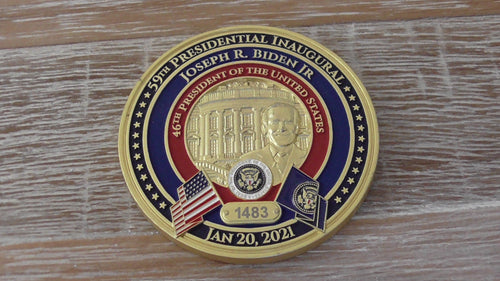 59th Presidential Inaugural
Joseph R. Biden Jr
46th President of the United States
1483
Jan 20, 2021